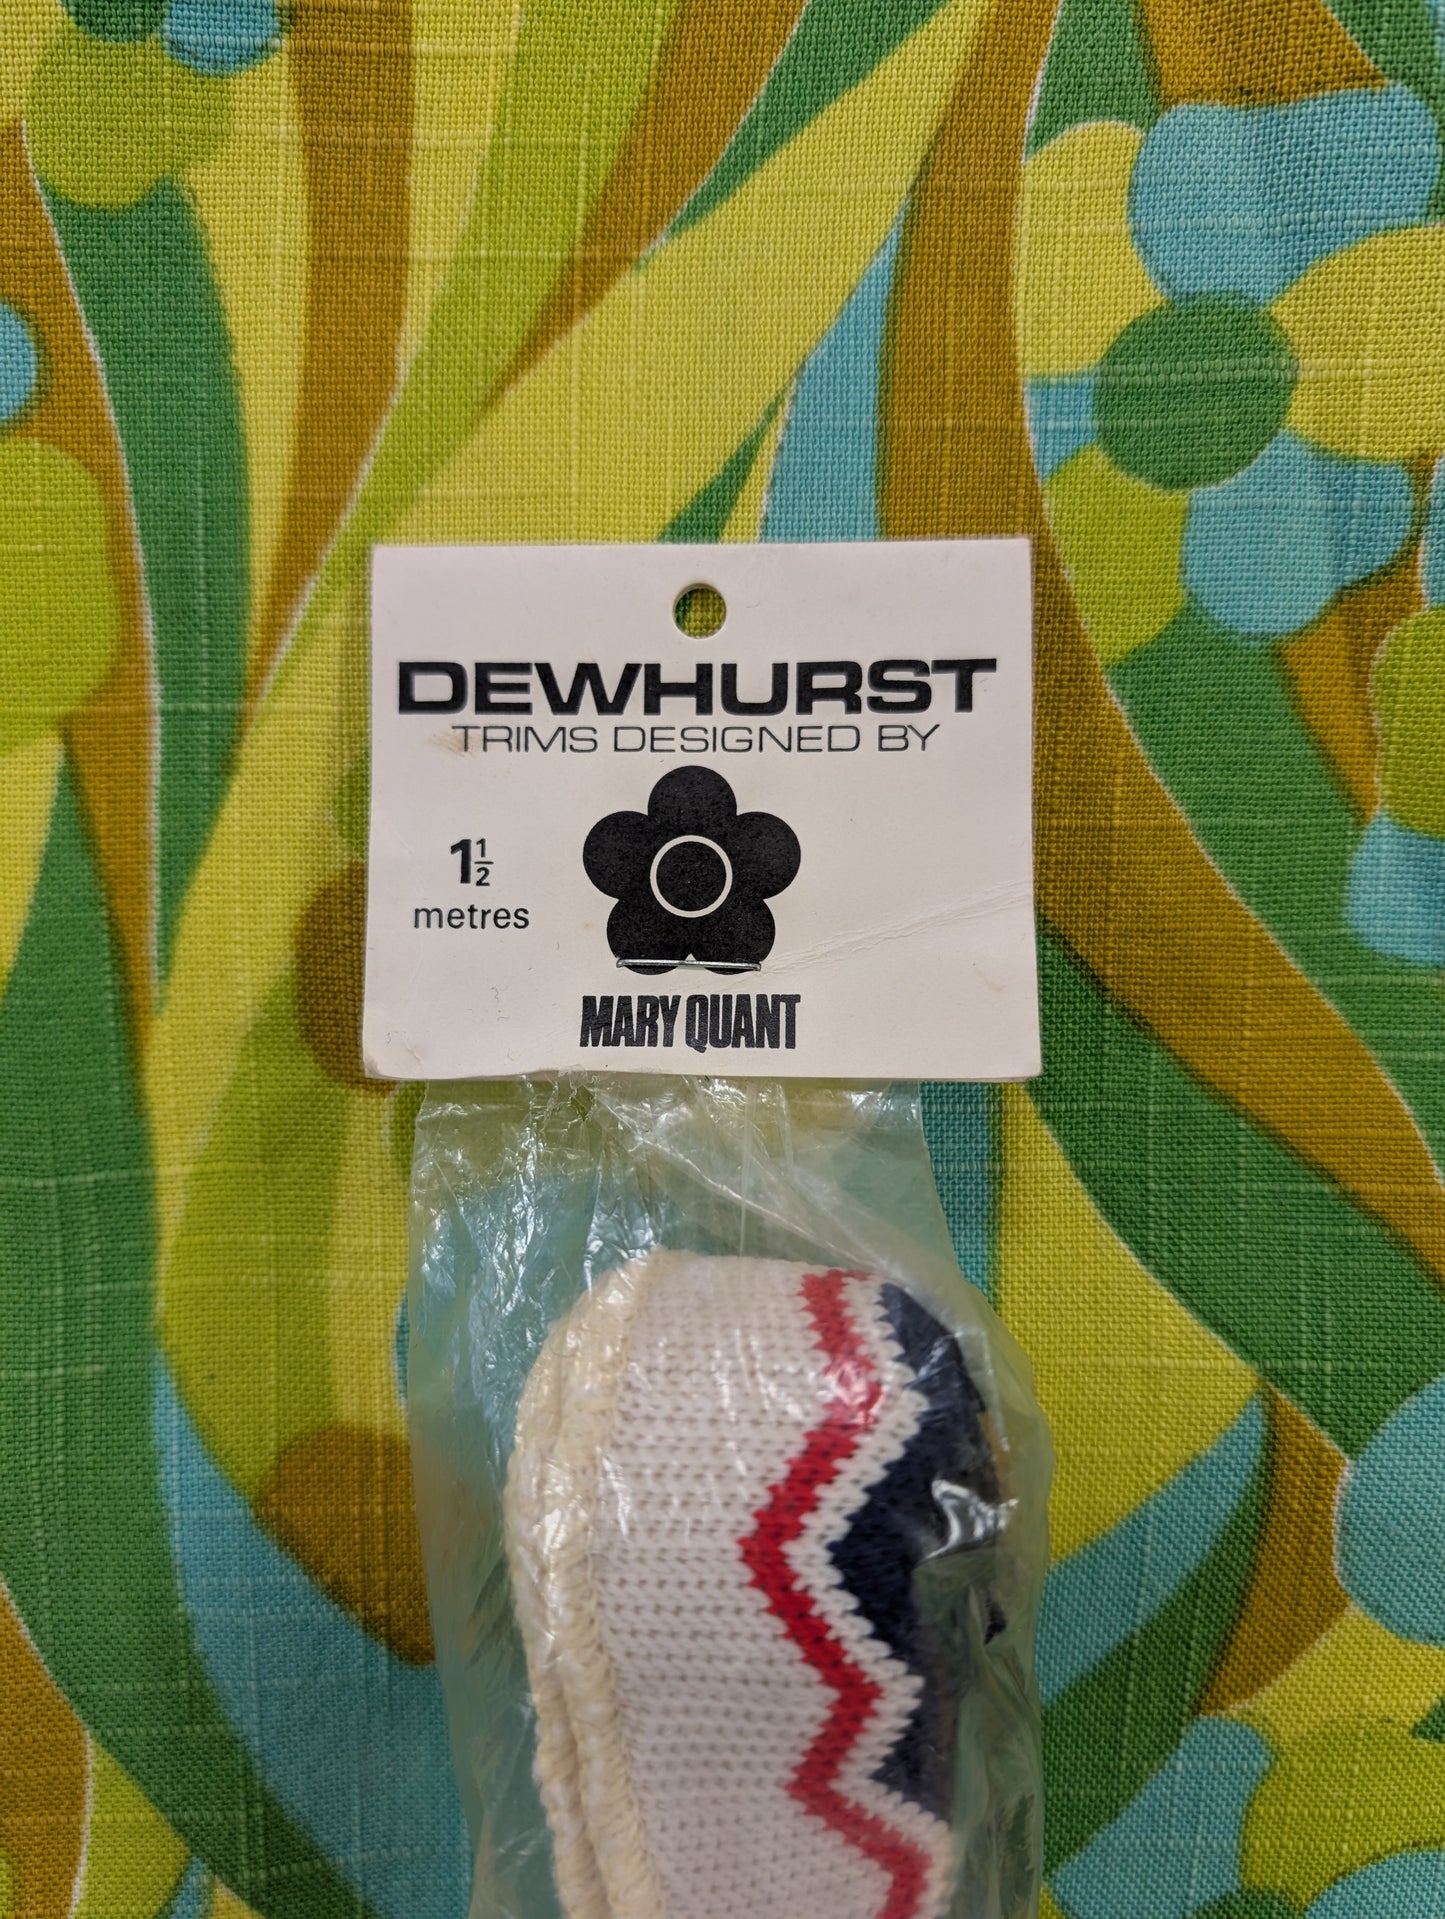 DEWHURST
TRIMS DESIGNED BY
1½
metres
MARY QUANT